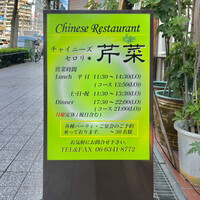 Chinese Restaurant
チャイニーズ
セロリ＊
芹菜
営業時間
Lunch 平日 11:30〜14:30(LO)
(コース 13:30LO)
土・日・祝 11:30〜14:30(LO)
(コース 13:30LO)
Dinner 17:30〜22:00(LO)
(コース 21:00LO)
月曜定休(祝日含む)
各種パーティ・ご宴会のご予約
承っております。 〜30名様
お気軽にお問合せ下さい。
TEL&FAX 06-6341-8772